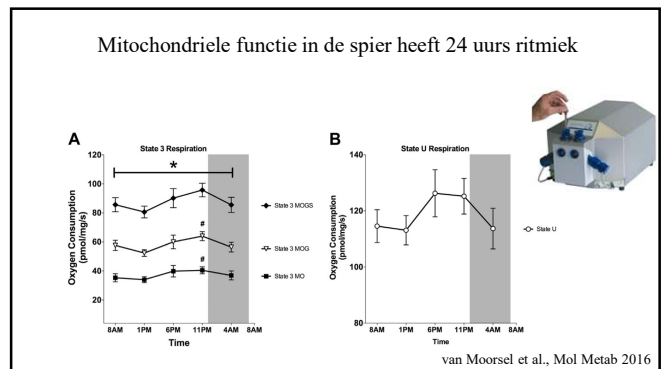 Mitochondriele functie in de spier heeft 24 uurs ritmiek
A
State 3 Respiration
*
120
100
80
60
40
20
#
#
Oxygen Consumption
(pmol/mg/s)
8AM 1PM 6PM 11PM 4AM 8AM
Time
State 3 MOGS
State 3 MOG
State 3 MO
B
State U Respiration
140
120
100
80
Oxygen Consumption
(pmol/mg/s)
8AM 1PM 6PM 11PM 4AM 8AM
Time
State U
van Moorsel et al., Mol Metab 2016